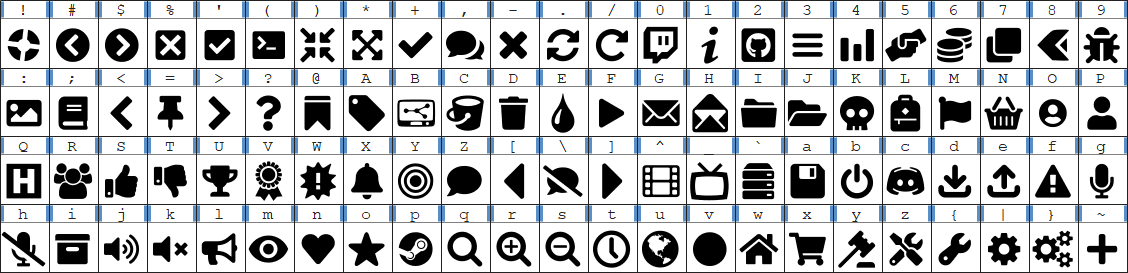 ! # $ % ' ( ) * + , - . / 0 1 2 3 4 5 6 7 8 9
: ; < = > ? @ A B C D E F G H I J K L M N O P
Q R S T U V W X Y Z [ \ ] ^ _ ` a b c d e f g
H
h i j k l m n o p q r s t u v w x y z { | } ~